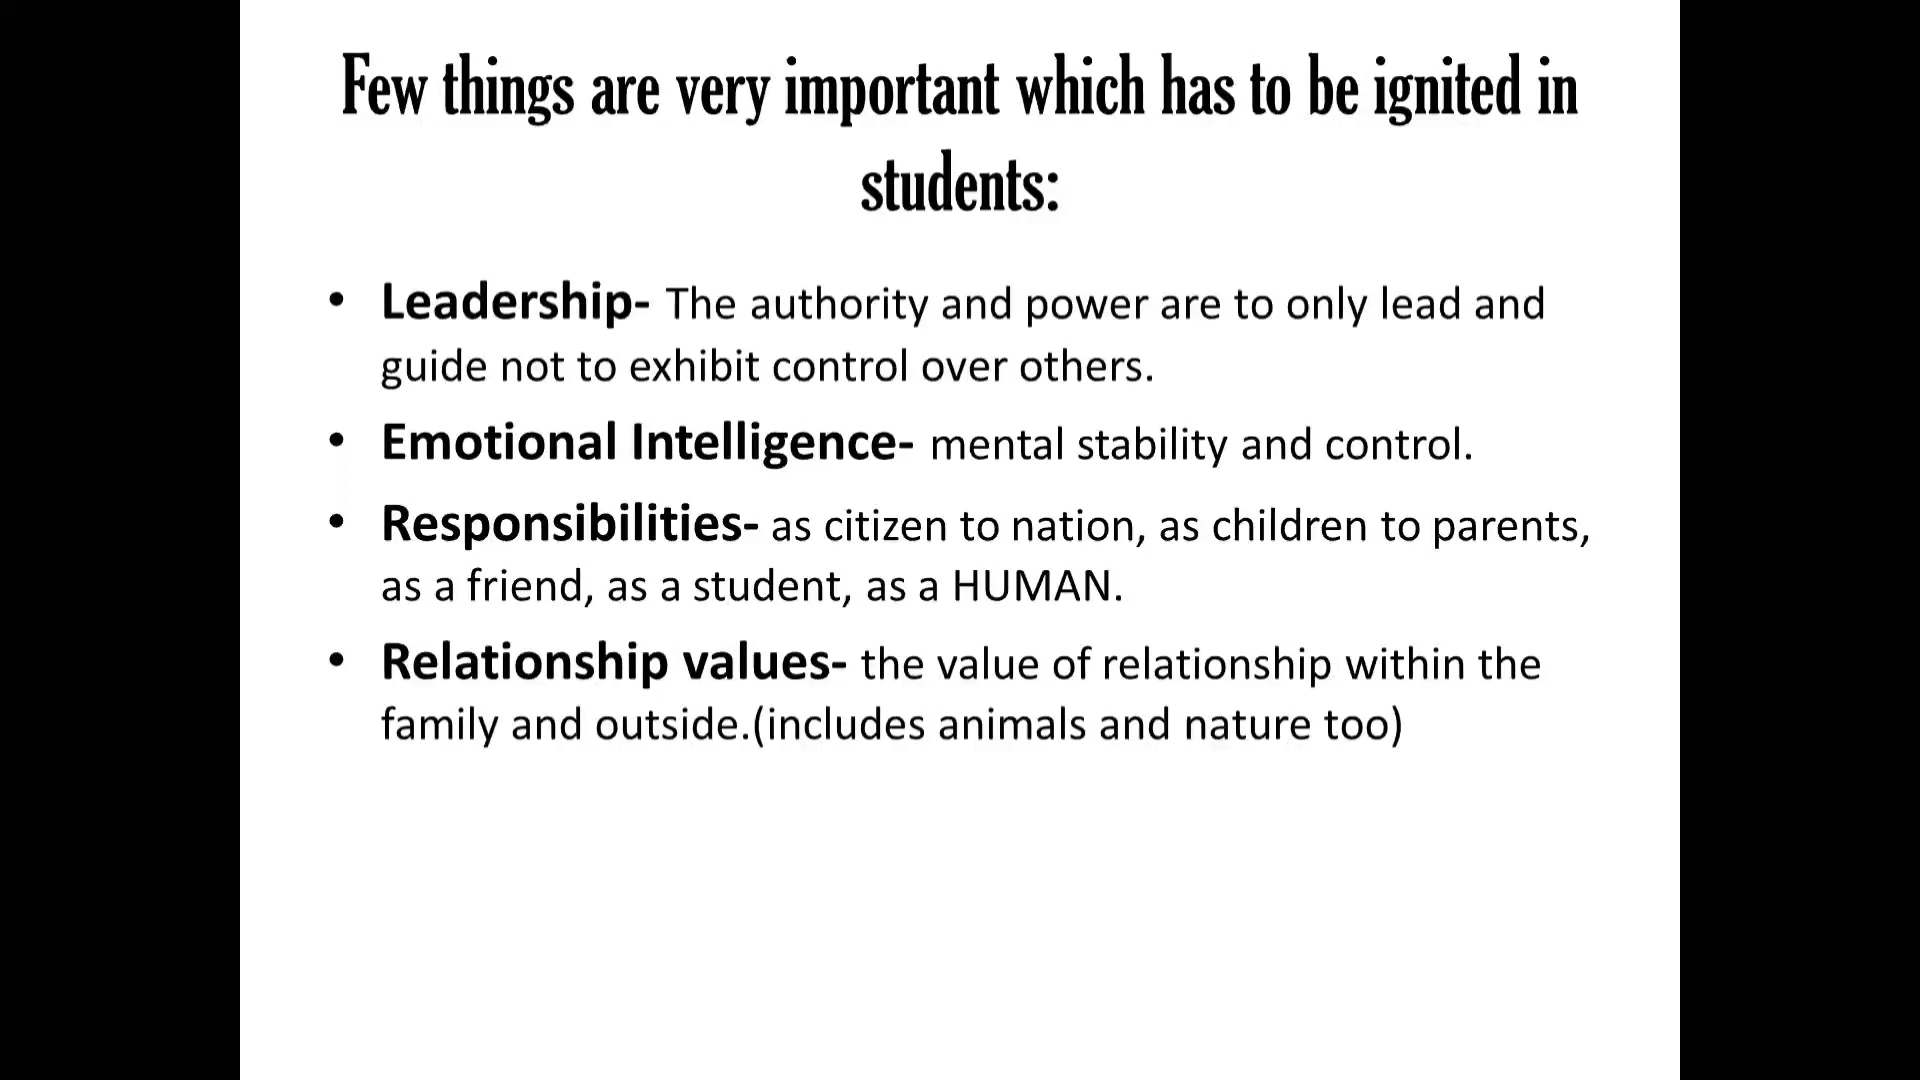 Few things are very important which has to be ignited in
students:
• Leadership- The authority and power are to only lead and
guide not to exhibit control over others.
• Emotional Intelligence- mental stability and control.
• Responsibilities- as citizen to nation, as children to parents,
as a friend, as a student, as a HUMAN.
• Relationship values- the value of relationship within the
family and outside.(includes animals and nature too)